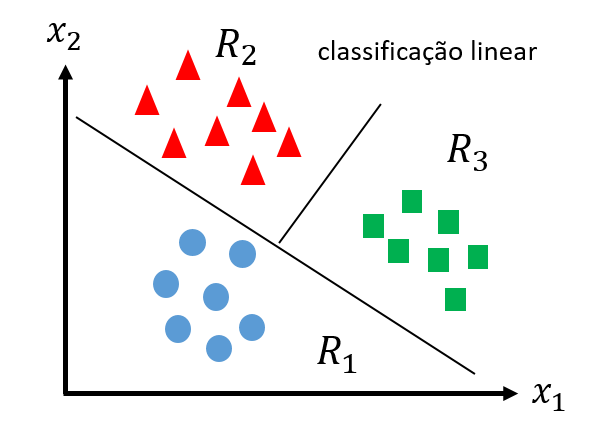 x₂
R₂
classificação linear
R₃
R₁
x₁